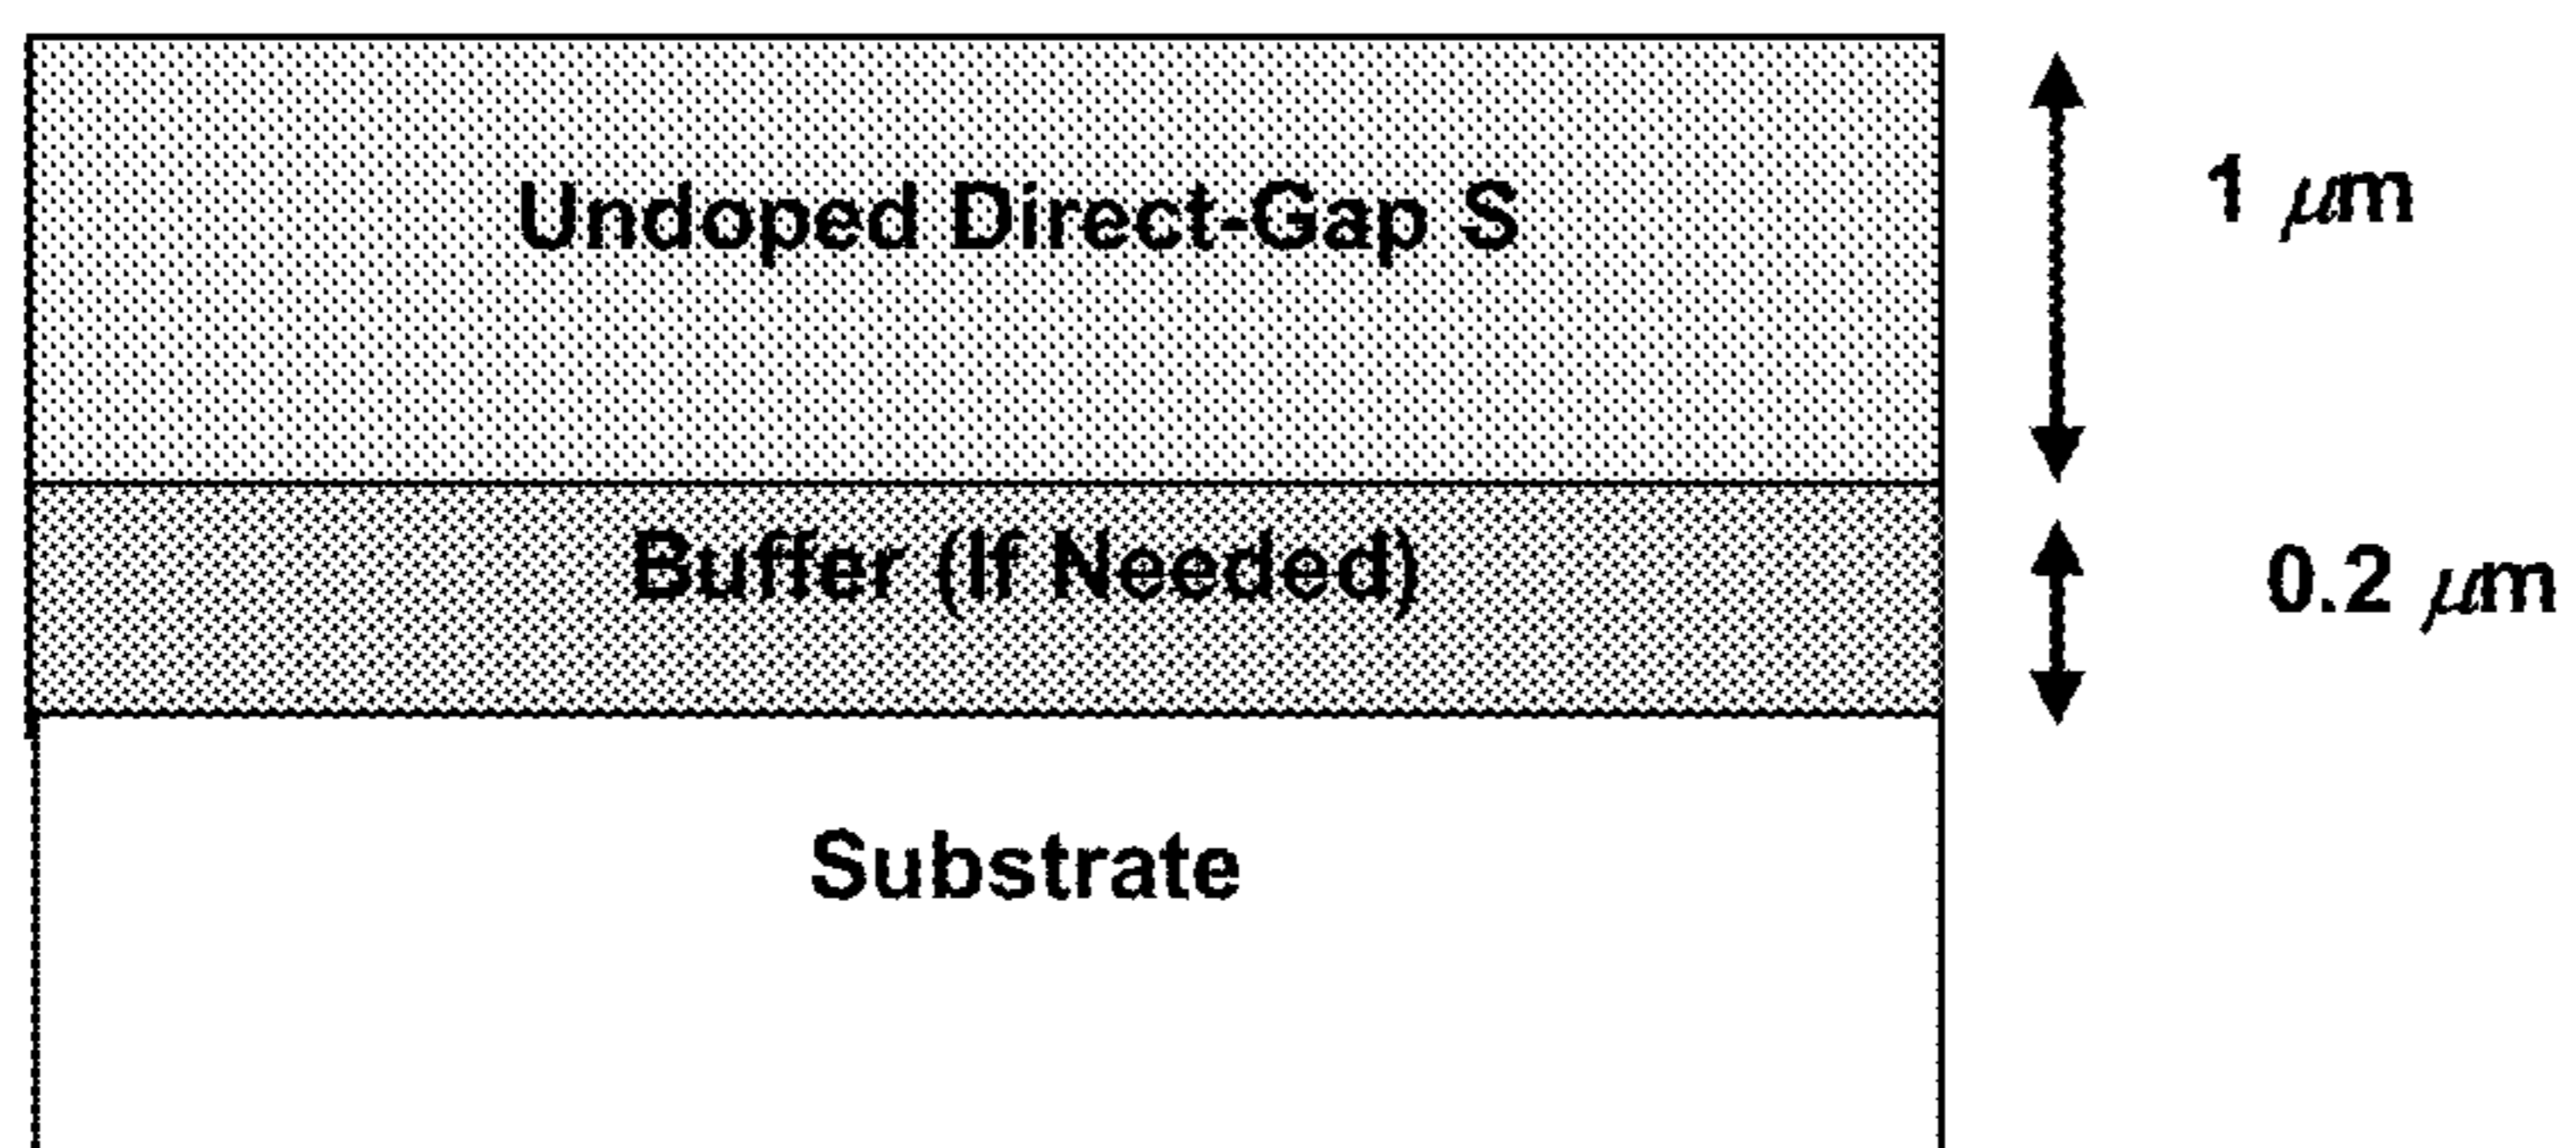 Undoped Direct-Gap S
1 μm
Buffer (If Needed)
0.2 μm
Substrate